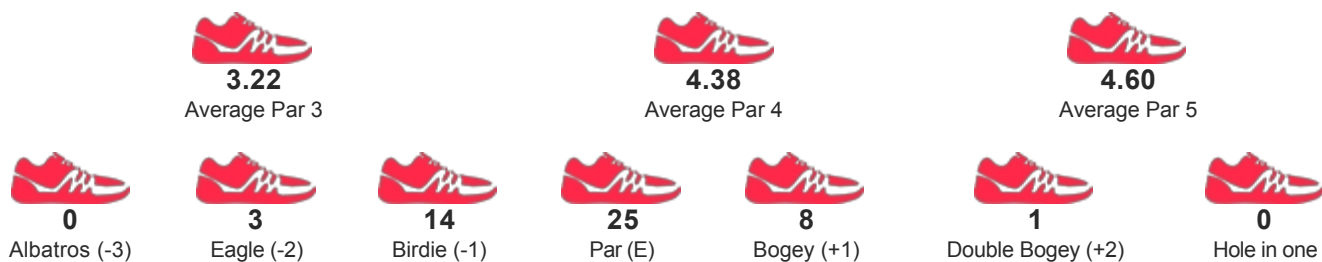 3.22 4.38 4.60
Average Par 3 Average Par 4 Average Par 5
0 3 14 25 8 1 0
Albatros (-3) Eagle (-2) Birdie (-1) Par (E) Bogey (+1) Double Bogey (+2) Hole in one